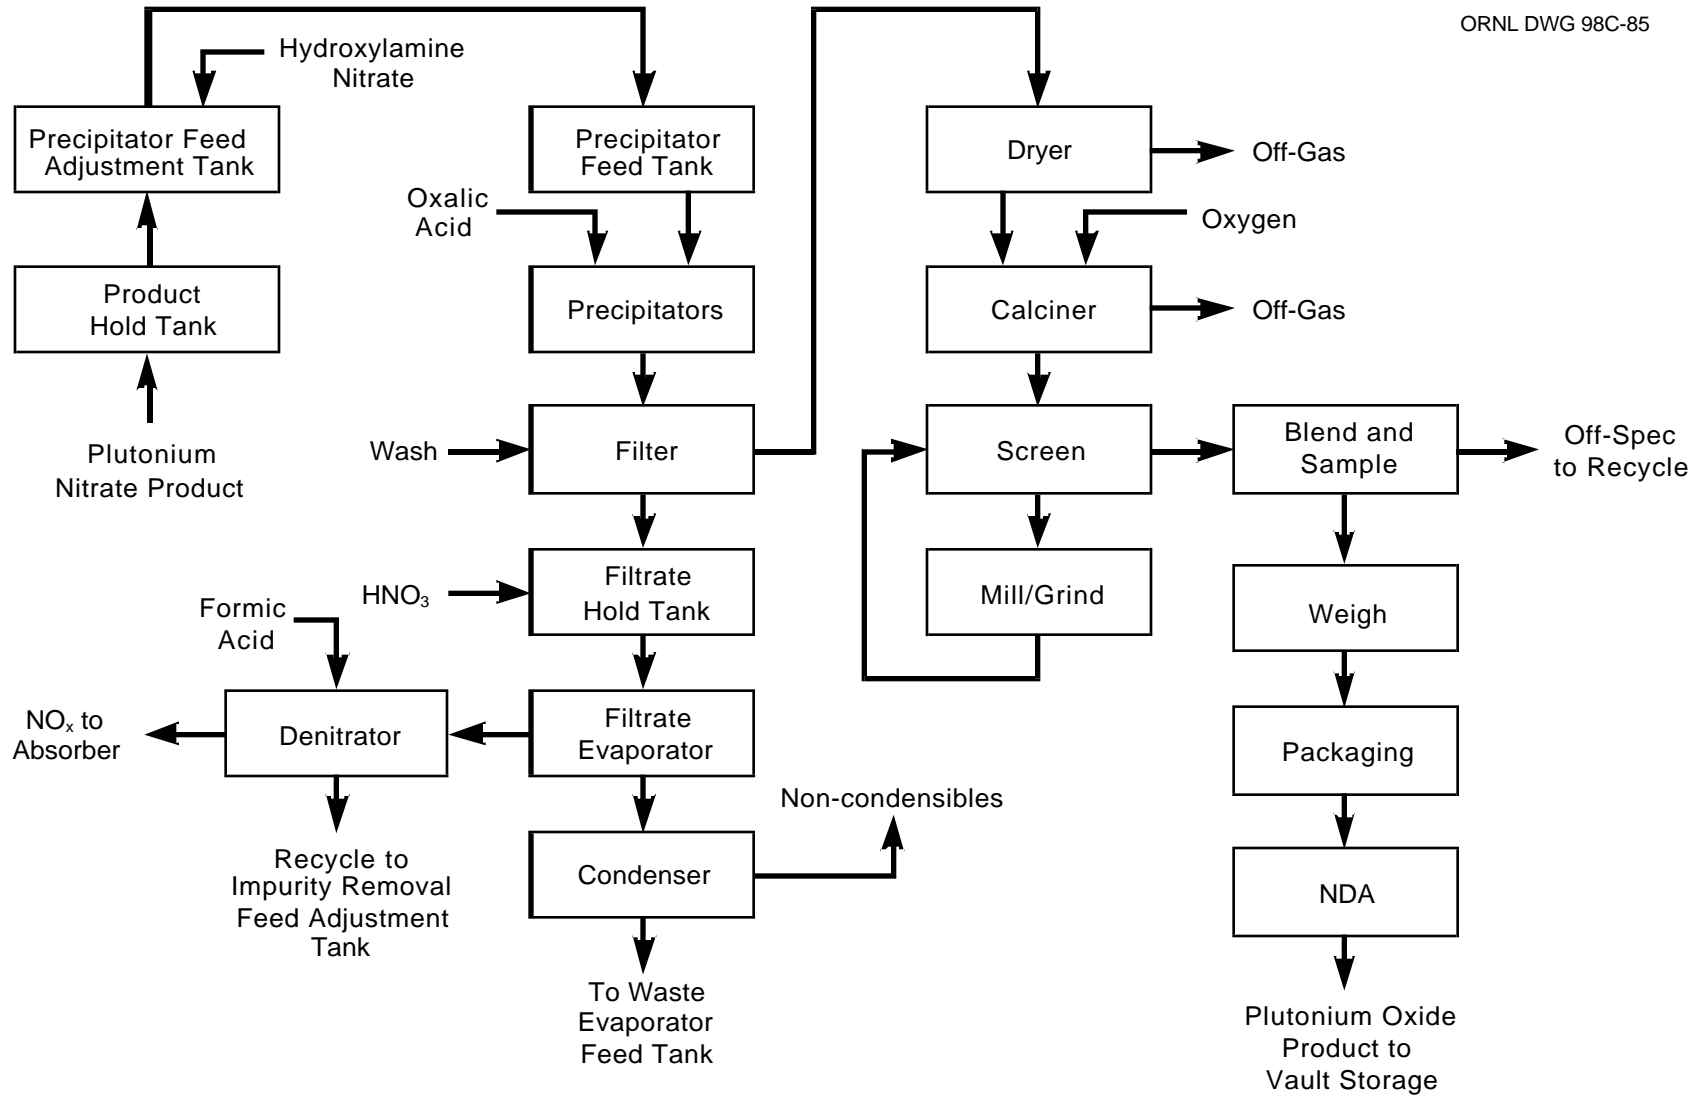 ORNL DWG 98C-85
Hydroxylamine
Nitrate
Precipitator Feed
Adjustment Tank
Precipitator
Feed Tank
Dryer
Off-Gas
Oxalic
Acid
Oxygen
Product
Hold Tank
Precipitators
Calciner
Off-Gas
Plutonium
Nitrate Product
Wash
Filter
Screen
Blend and
Sample
Off-Spec
to Recycle
HNO₃
Filtrate
Hold Tank
Mill/Grind
Weigh
Formic
Acid
NOₓ to
Absorber
Denitrator
Filtrate
Evaporator
Packaging
Non-condensibles
Recycle to
Impurity Removal
Feed Adjustment
Tank
Condenser
NDA
To Waste
Evaporator
Feed Tank
Plutonium Oxide
Product to
Vault Storage